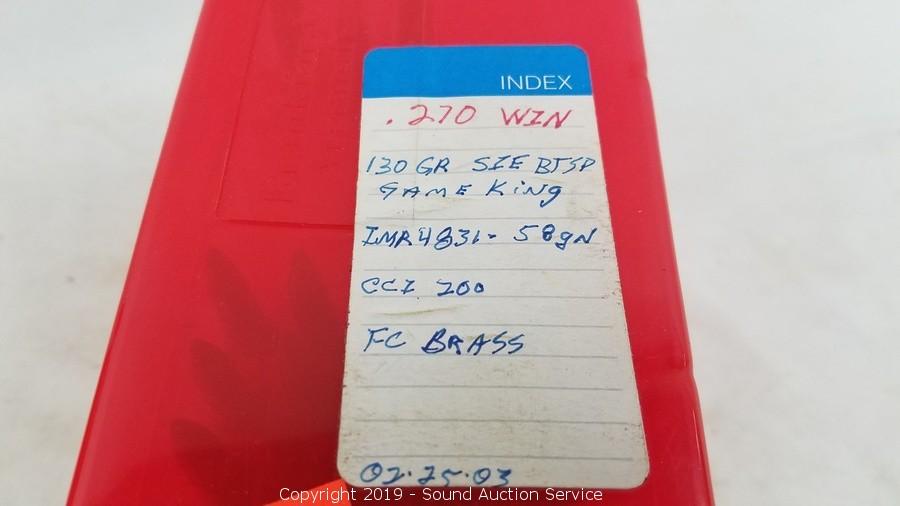 INDEX
.270 WIN
130 GR SIE BTSP
GAME KiNg
IMR4831- 58gN
CCI 200
FC BRASS
02.25.03
Copyright 2019 - Sound Auction Service